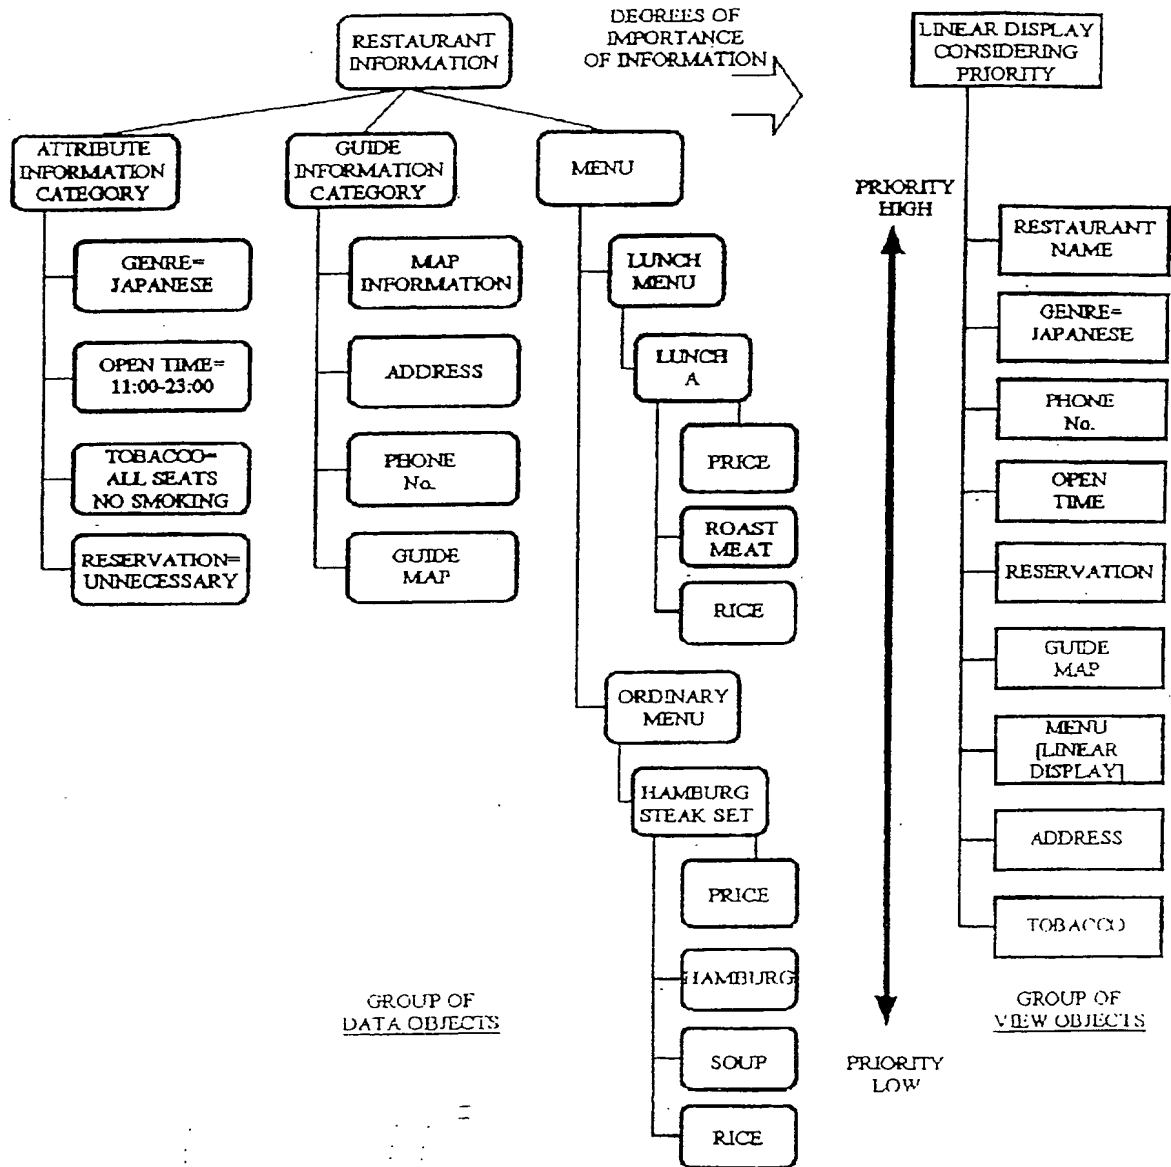 RESTAURANT
INFORMATION
DEGREES OF
IMPORTANCE
OF INFORMATION
LINEAR DISPLAY
CONSIDERING
PRIORITY
ATTRIBUTE
INFORMATION
CATEGORY
GENRE=
JAPANESE
OPEN TIME=
11:00-23:00
TOBACCO=
ALL SEATS
NO SMOKING
RESERVATION=
UNNECESSARY
GUIDE
INFORMATION
CATEGORY
MAP
INFORMATION
ADDRESS
PHONE
No.
GUIDE
MAP
MENU
LUNCH
MENU
LUNCH
A
PRICE
ROAST
MEAT
RICE
ORDINARY
MENU
HAMBURG
STEAK SET
PRICE
HAMBURG
SOUP
RICE
PRIORITY
HIGH
PRIORITY
LOW
RESTAURANT
NAME
GENRE=
JAPANESE
PHONE
No.
OPEN
TIME
RESERVATION
GUIDE
MAP
MENU
[LINEAR
DISPLAY]
ADDRESS
TOBACCO
GROUP OF
DATA OBJECTS
GROUP OF
VIEW OBJECTS